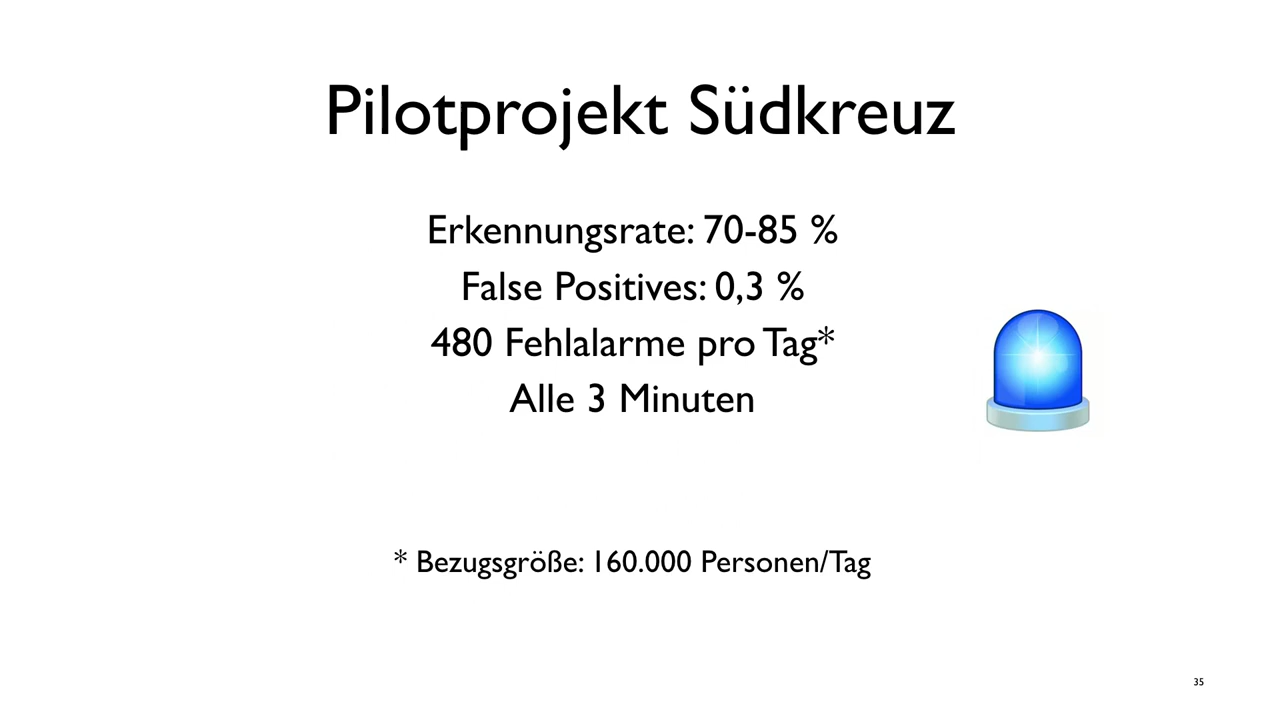 Pilotprojekt Südkreuz
Erkennungsrate: 70-85 %
False Positives: 0,3 %
480 Fehlalarme pro Tag*
Alle 3 Minuten
* Bezugsgröße: 160.000 Personen/Tag
35